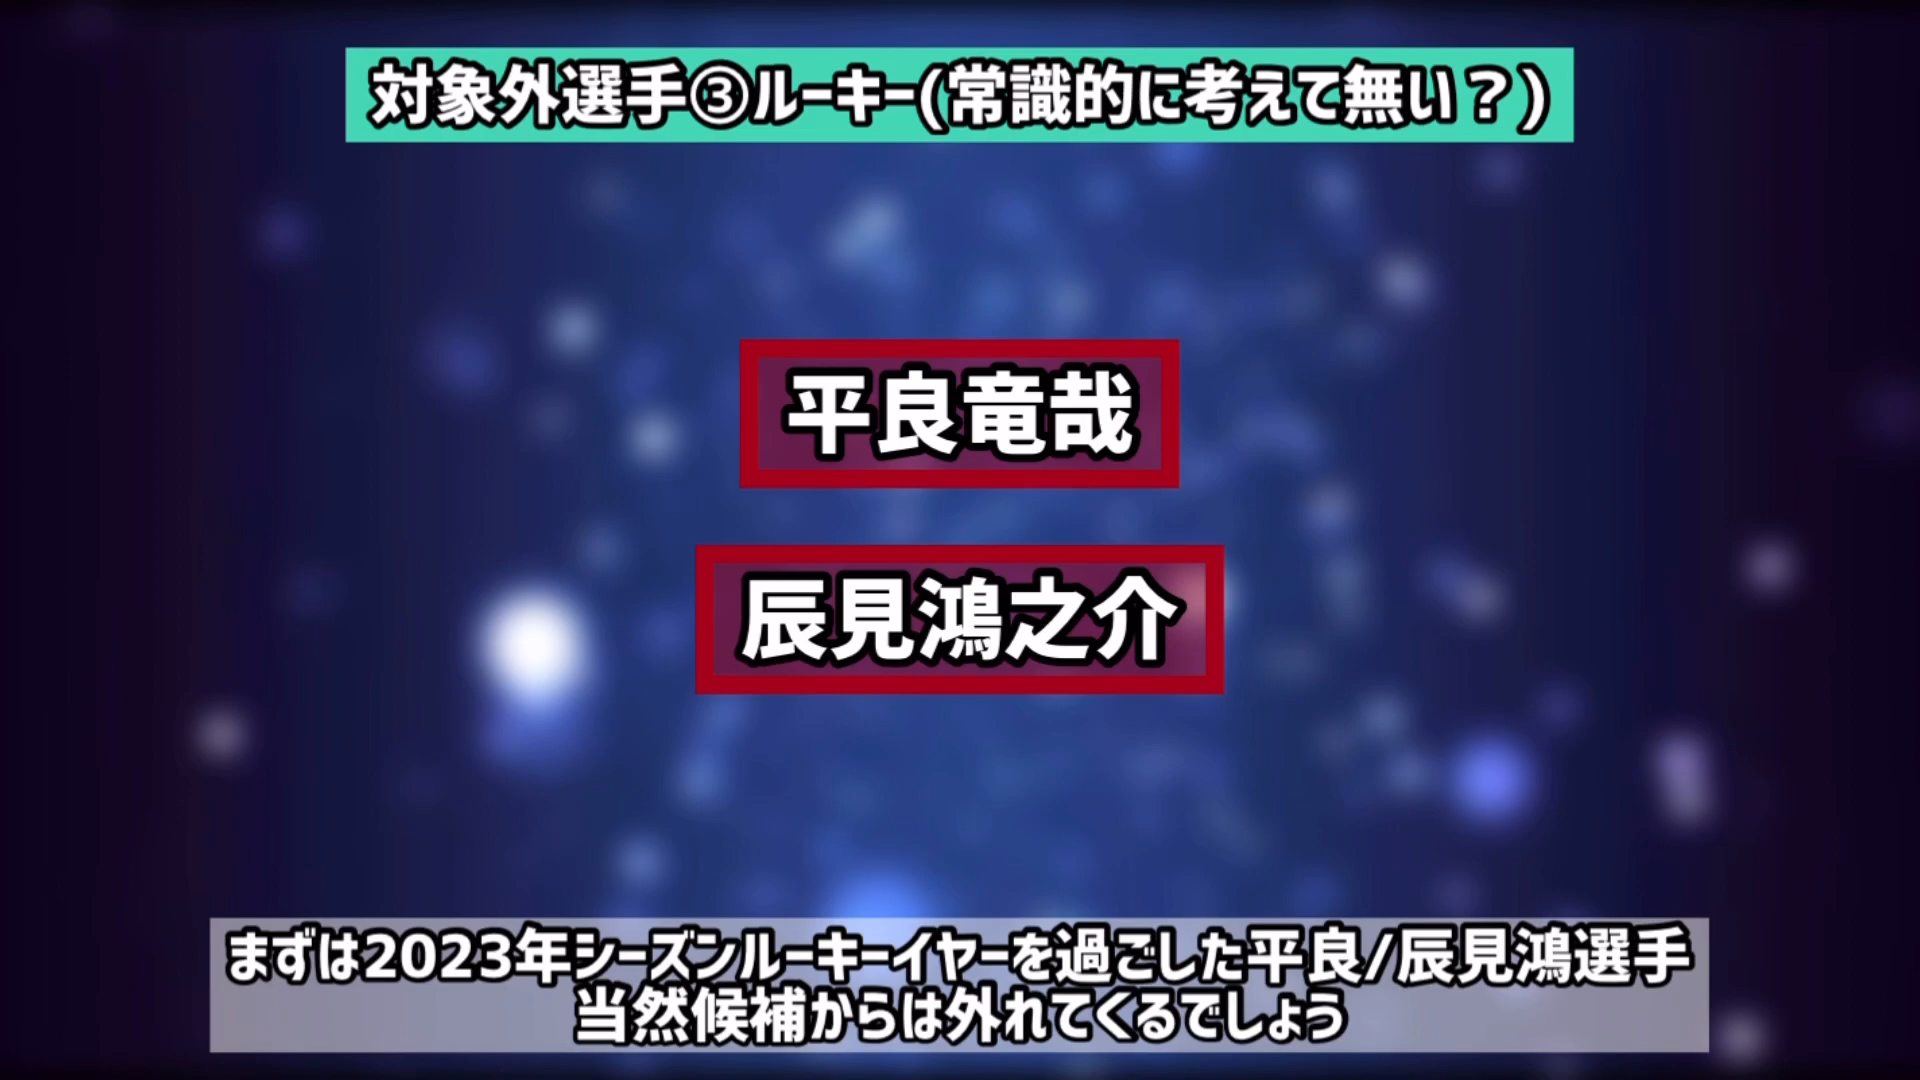 対象外選手③ルーキー(常識的に考えて無い？)
平良竜哉
辰見鴻之介
まずは2023年シーズンルーキーイヤーを過ごした平良/辰見鴻選手
当然候補からは外れてくるでしょう